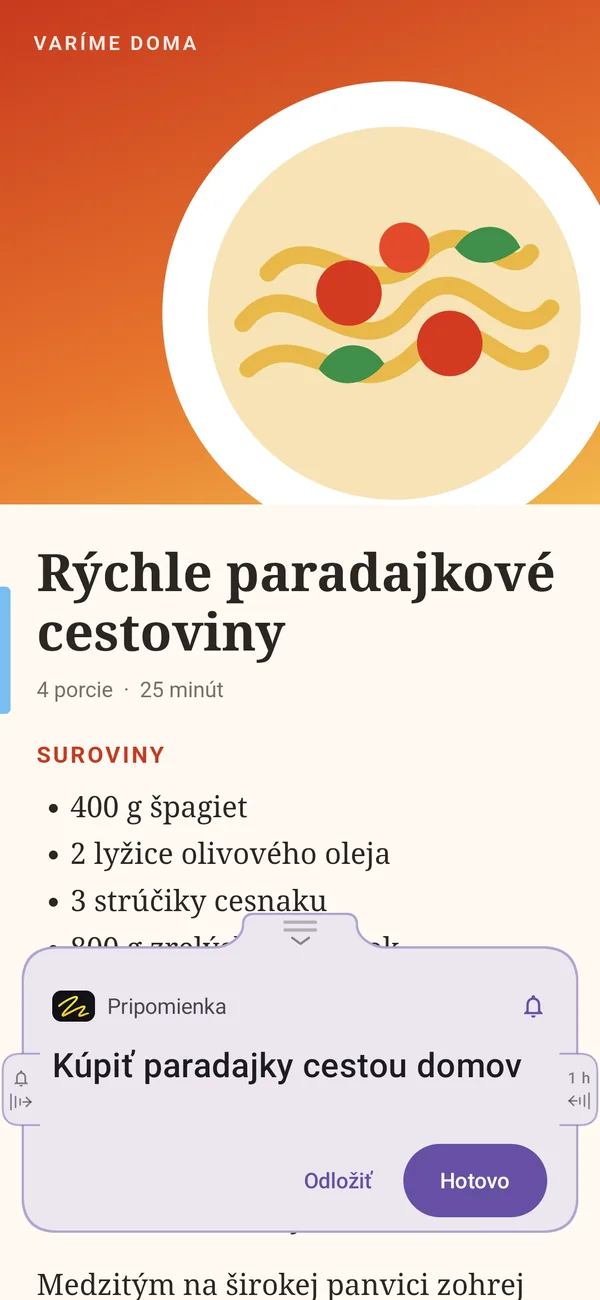 VARÍME DOMA
Rýchle paradajkové
cestoviny
4 porcie · 25 minút
SUROVINY
• 400 g špagiet
• 2 lyžice olivového oleja
• 3 strúčiky cesnaku
Pripomienka
Kúpiť paradajky cestou domov
1 h
Odložiť
Hotovo
Medzitým na širokej panvici zohrej